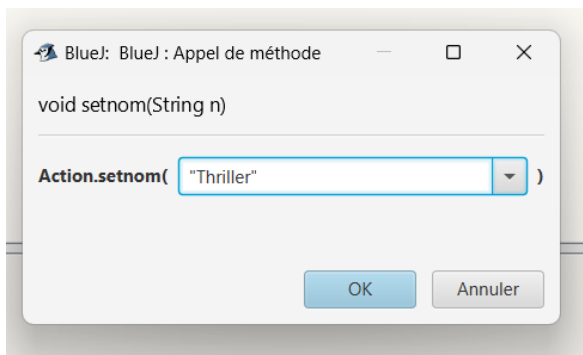 BlueJ: BlueJ : Appel de méthode
void setnom(String n)
Action.setnom( "Thriller" )
OK Annuler